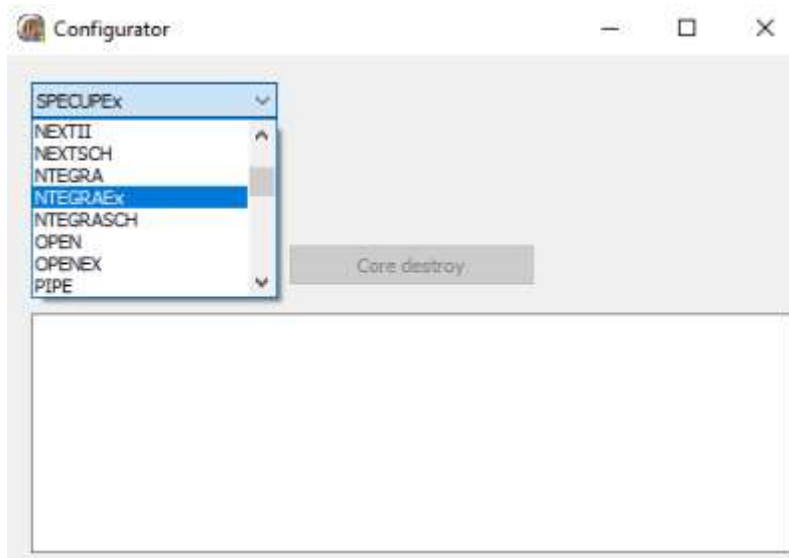 Configurator
SPECUPEx
NEXTII
NEXTSCH
NTEGRA
NTEGRAEx
NTEGRASCH
OPEN
OPENEX
PIPE
Core destroy